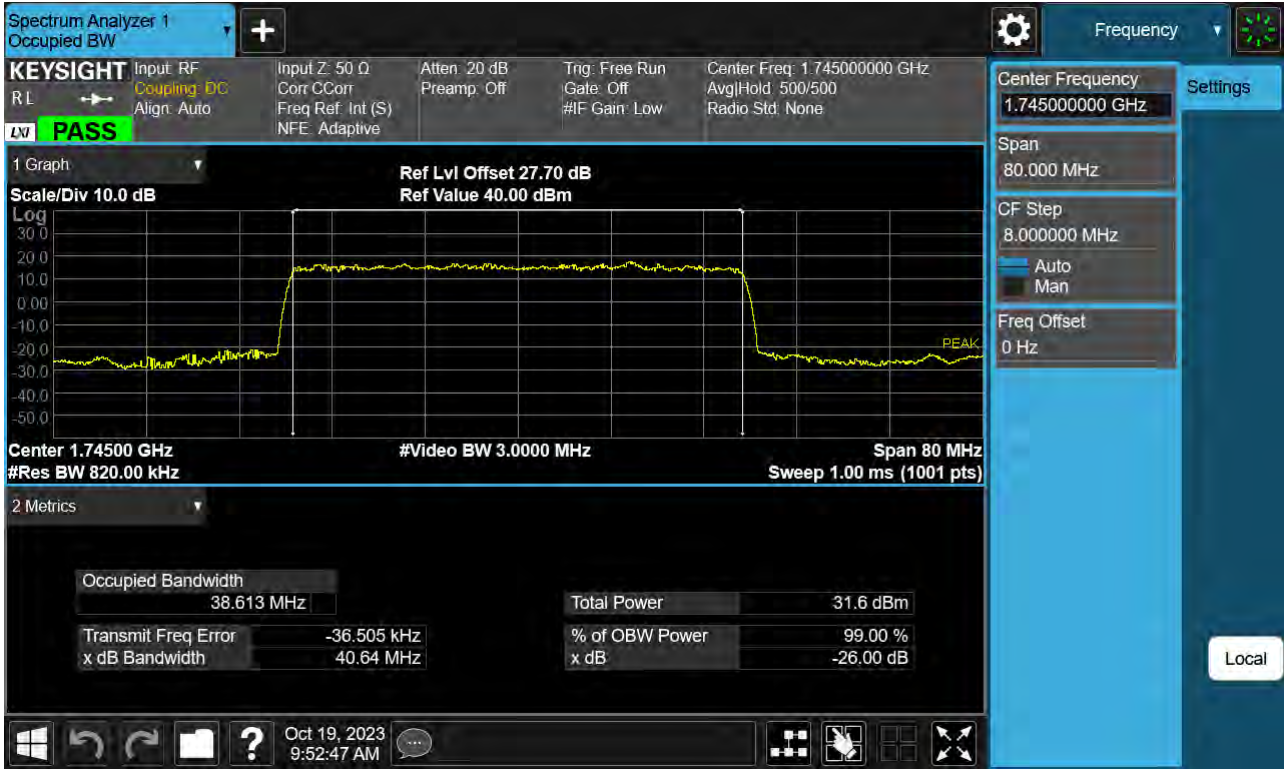 Spectrum Analyzer 1
Occupied BW
Frequency
KEYSIGHT
RL
LXI
PASS
Input: RF
Coupling: DC
Align: Auto
Input Z: 50 Ω
Corr CCorr
Freq Ref: Int (S)
NFE: Adaptive
Atten: 20 dB
Preamp: Off
Trig: Free Run
Gate: Off
#IF Gain: Low
Center Freq: 1.745000000 GHz
Avg|Hold: 500/500
Radio Std: None
1 Graph
Scale/Div 10.0 dB
Ref Lvl Offset 27.70 dB
Ref Value 40.00 dBm
Log
30.0
20.0
10.0
0.00
-10.0
-20.0
-30.0
-40.0
-50.0
PEAK
Center 1.74500 GHz
#Video BW 3.0000 MHz
Span 80 MHz
#Res BW 820.00 kHz
Sweep 1.00 ms (1001 pts)
2 Metrics
Occupied Bandwidth
38.613 MHz
Transmit Freq Error -36.505 kHz
x dB Bandwidth 40.64 MHz
Total Power 31.6 dBm
% of OBW Power 99.00 %
x dB -26.00 dB
Center Frequency
1.745000000 GHz
Span
80.000 MHz
CF Step
8.000000 MHz
Auto
Man
Freq Offset
0 Hz
Settings
Local
?
Oct 19, 2023
9:52:47 AM